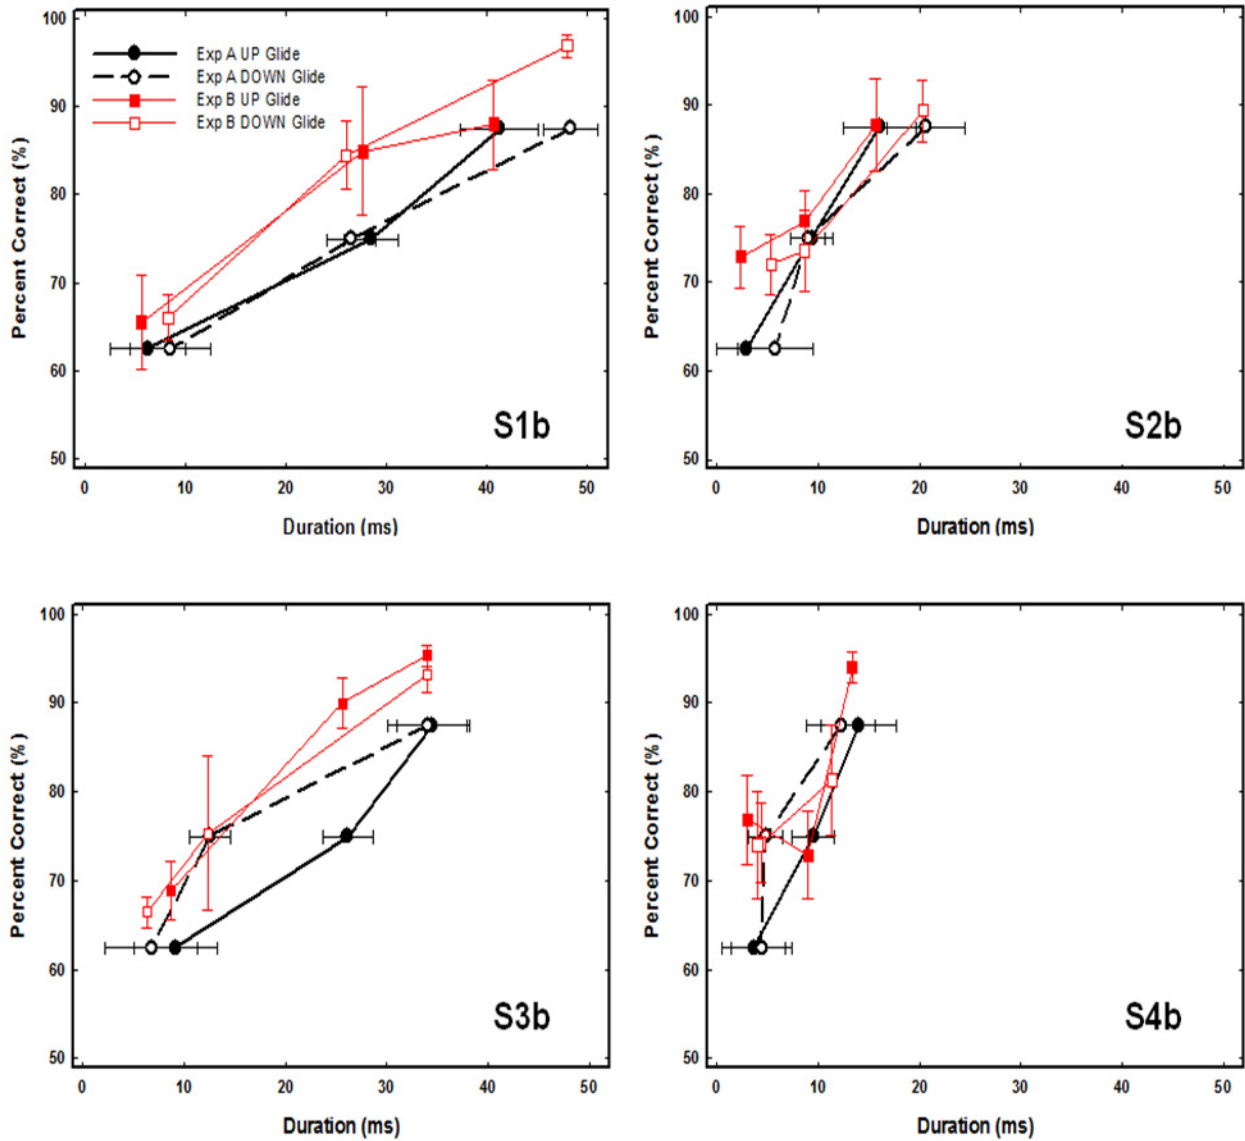 100
90
80
70
60
50
Percent Correct (%)
Exp A UP Glide
Exp A DOWN Glide
Exp B UP Glide
Exp B DOWN Glide
S1b
0 10 20 30 40 50
Duration (ms)
100
90
80
70
60
50
Percent Correct (%)
S2b
0 10 20 30 40 50
Duration (ms)
100
90
80
70
60
50
Percent Correct (%)
S3b
0 10 20 30 40 50
Duration (ms)
100
90
80
70
60
50
Percent Correct (%)
S4b
0 10 20 30 40 50
Duration (ms)